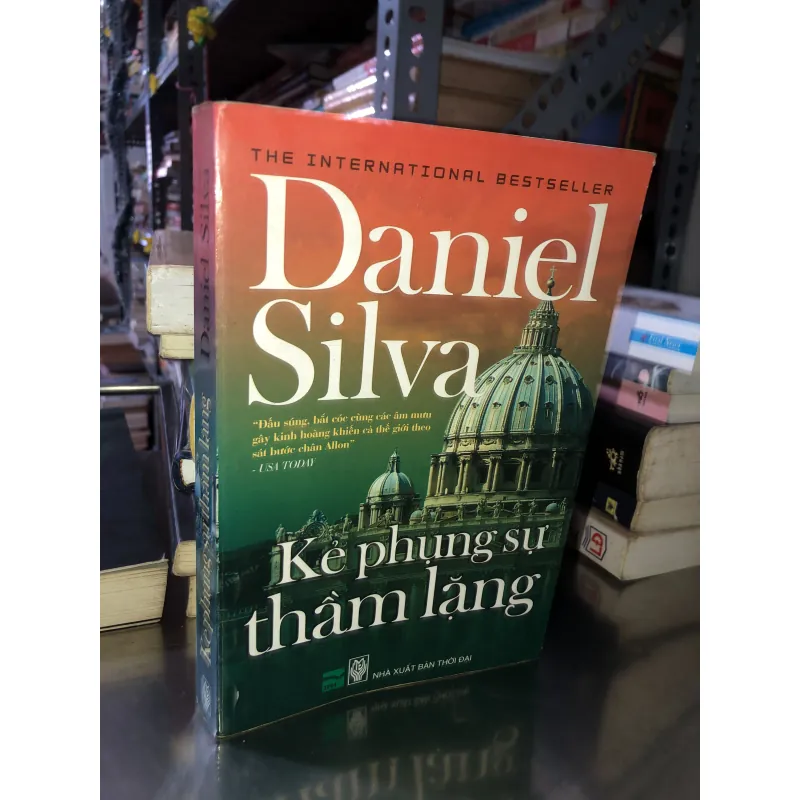 THE INTERNATIONAL BESTSELLER
Daniel
Silva
“Đấu súng, bắt cóc cùng các âm mưu
gây kinh hoàng khiến cả thế giới theo
sát bước chân Allon”
- USA TODAY
Kẻ phụng sự
thầm lặng
NHÀ XUẤT BẢN THỜI ĐẠI
Daniel Silva
Kẻ phụng sự thầm lặng